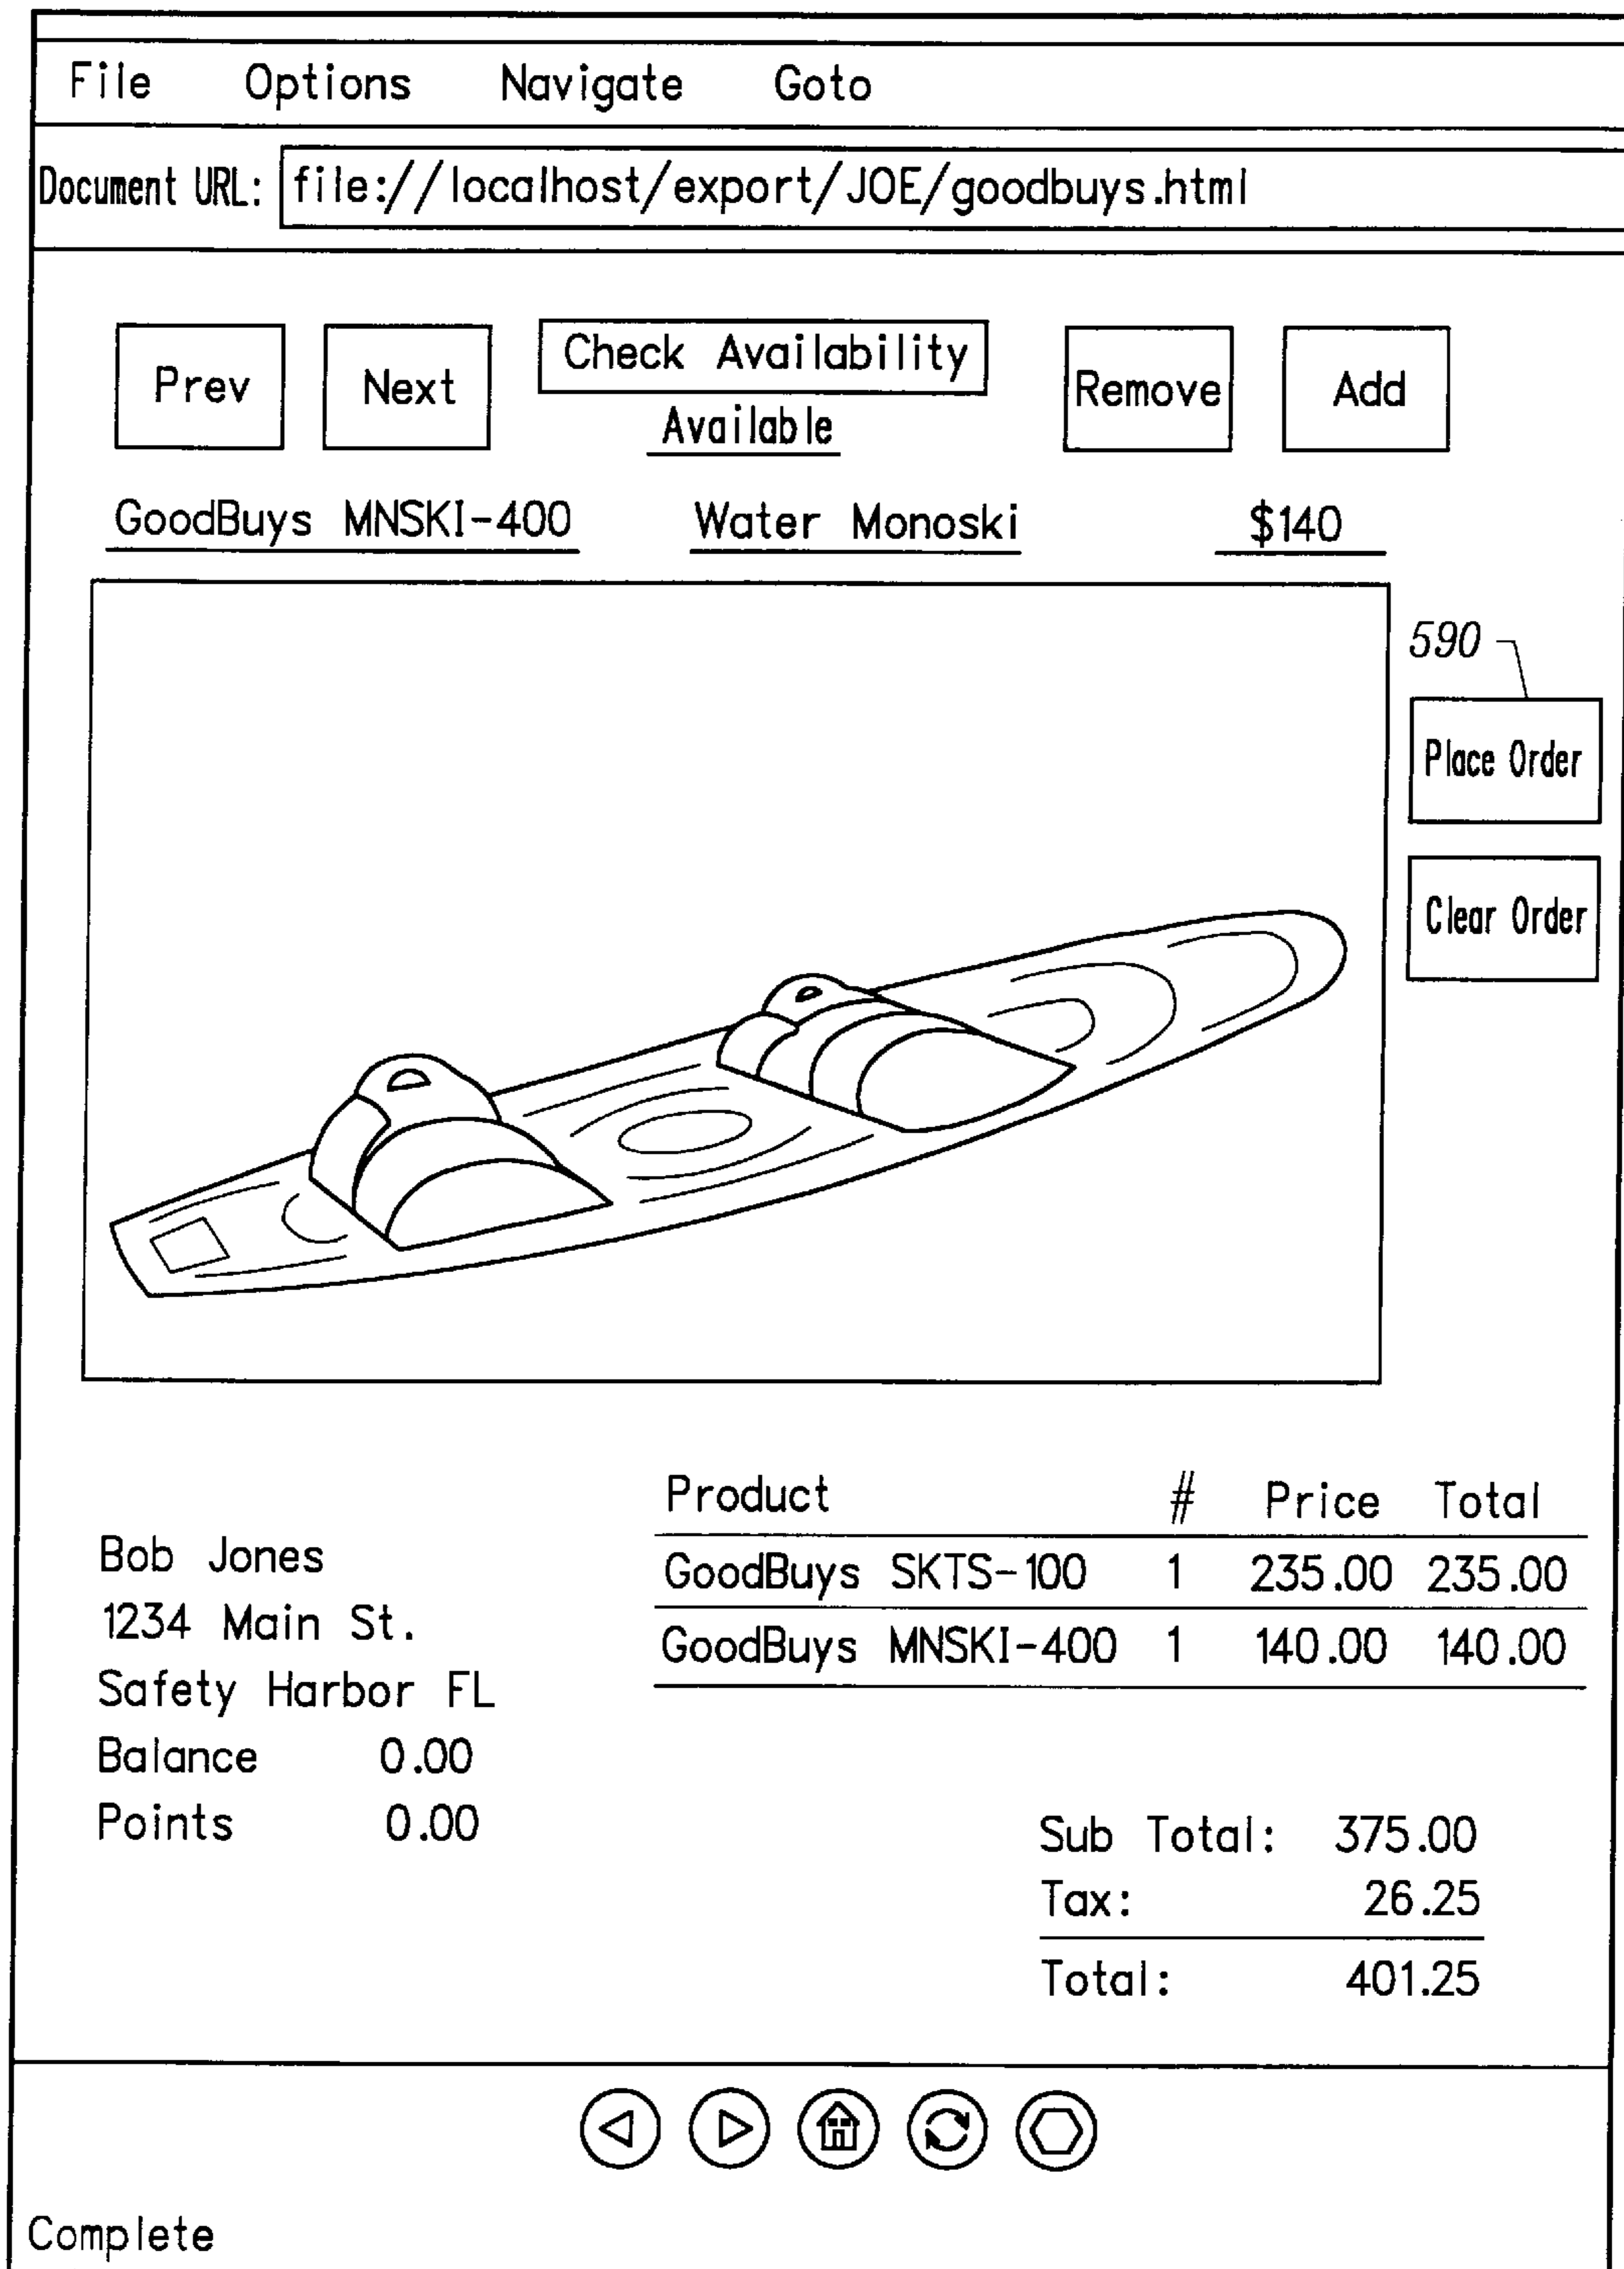 File Options Navigate Goto
Document URL: file://localhost/export/JOE/goodbuys.html
Prev Next Check Availability Remove Add
Available
GoodBuys MNSKI-400 Water Monoski $140
590
Place Order
Clear Order
Product # Price Total
GoodBuys SKTS-100 1 235.00 235.00
GoodBuys MNSKI-400 1 140.00 140.00
Bob Jones
1234 Main St.
Safety Harbor FL
Balance 0.00
Points 0.00
Sub Total: 375.00
Tax: 26.25
Total: 401.25
Complete